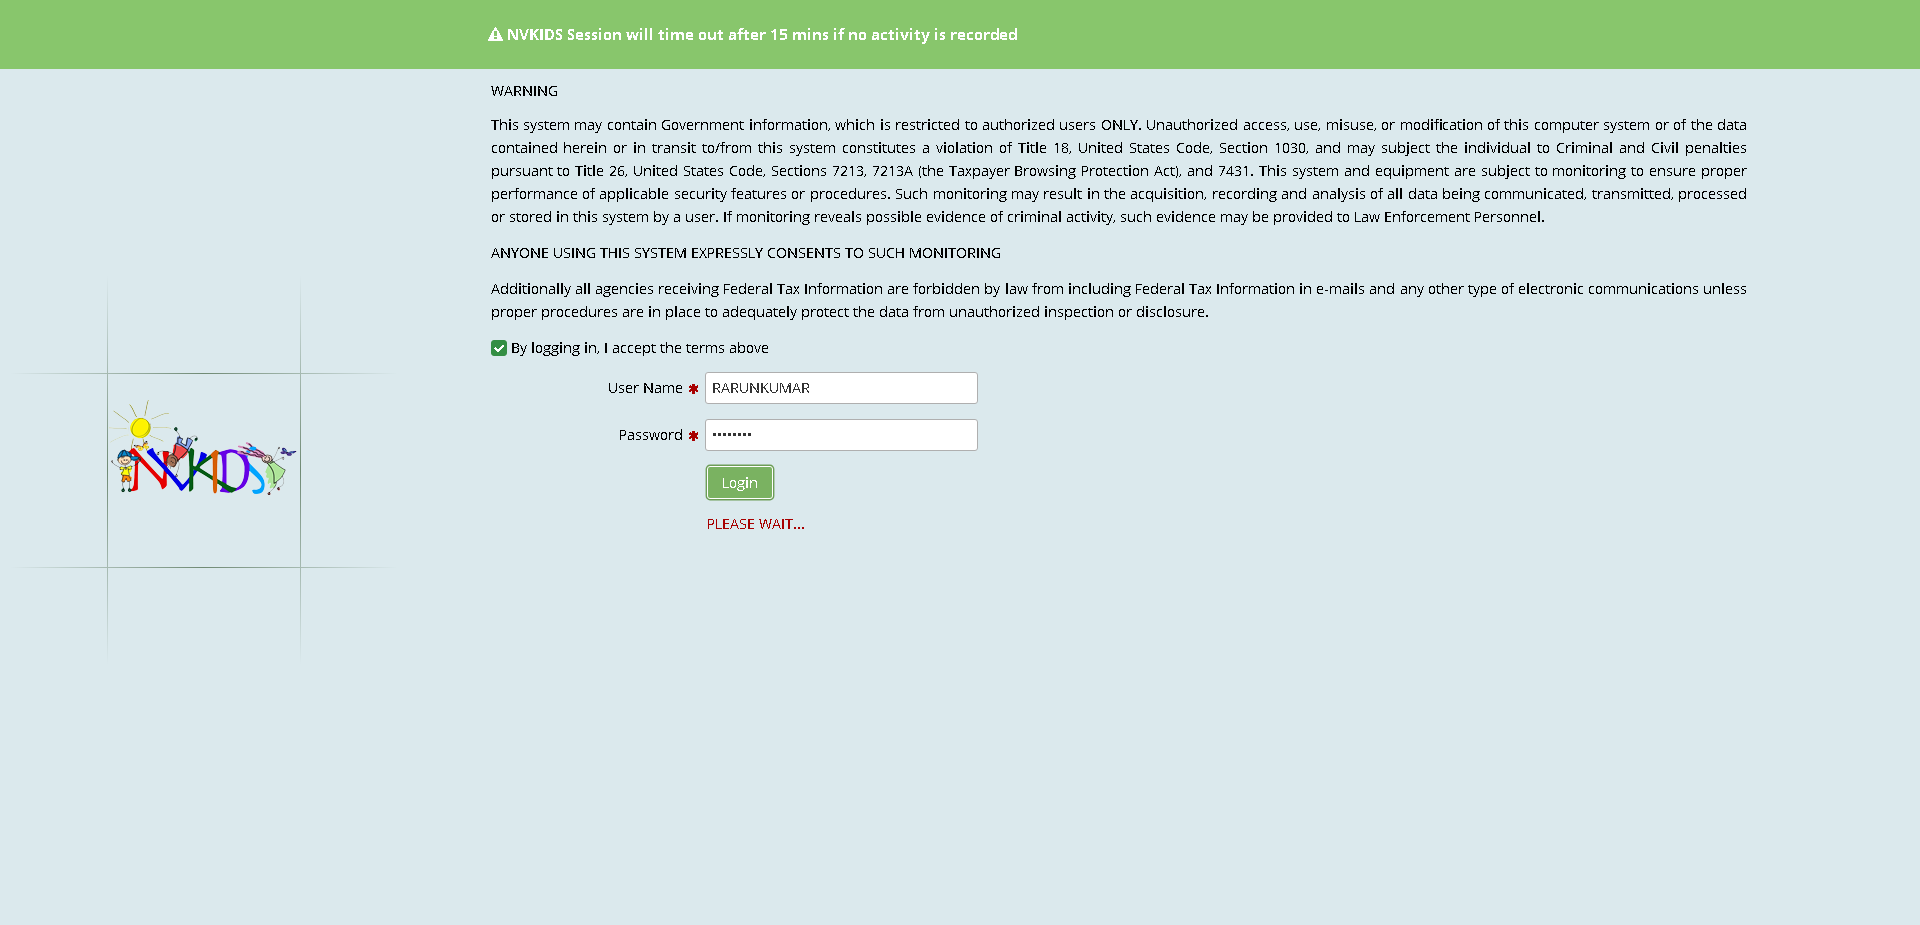 NVKIDS Session will time out after 15 mins if no activity is recorded
WARNING
This system may contain Government information, which is restricted to authorized users ONLY. Unauthorized access, use, misuse, or modification of this computer system or of the data
contained herein or in transit to/from this system constitutes a violation of Title 18, United States Code, Section 1030, and may subject the individual to Criminal and Civil penalties
pursuant to Title 26, United States Code, Sections 7213, 7213A (the Taxpayer Browsing Protection Act), and 7431. This system and equipment are subject to monitoring to ensure proper
performance of applicable security features or procedures. Such monitoring may result in the acquisition, recording and analysis of all data being communicated, transmitted, processed
or stored in this system by a user. If monitoring reveals possible evidence of criminal activity, such evidence may be provided to Law Enforcement Personnel.
ANYONE USING THIS SYSTEM EXPRESSLY CONSENTS TO SUCH MONITORING
Additionally all agencies receiving Federal Tax Information are forbidden by law from including Federal Tax Information in e-mails and any other type of electronic communications unless
proper procedures are in place to adequately protect the data from unauthorized inspection or disclosure.
By logging in, I accept the terms above
User Name * RARUNKUMAR
Password * ••••••••
Login
PLEASE WAIT...
NVKIDS